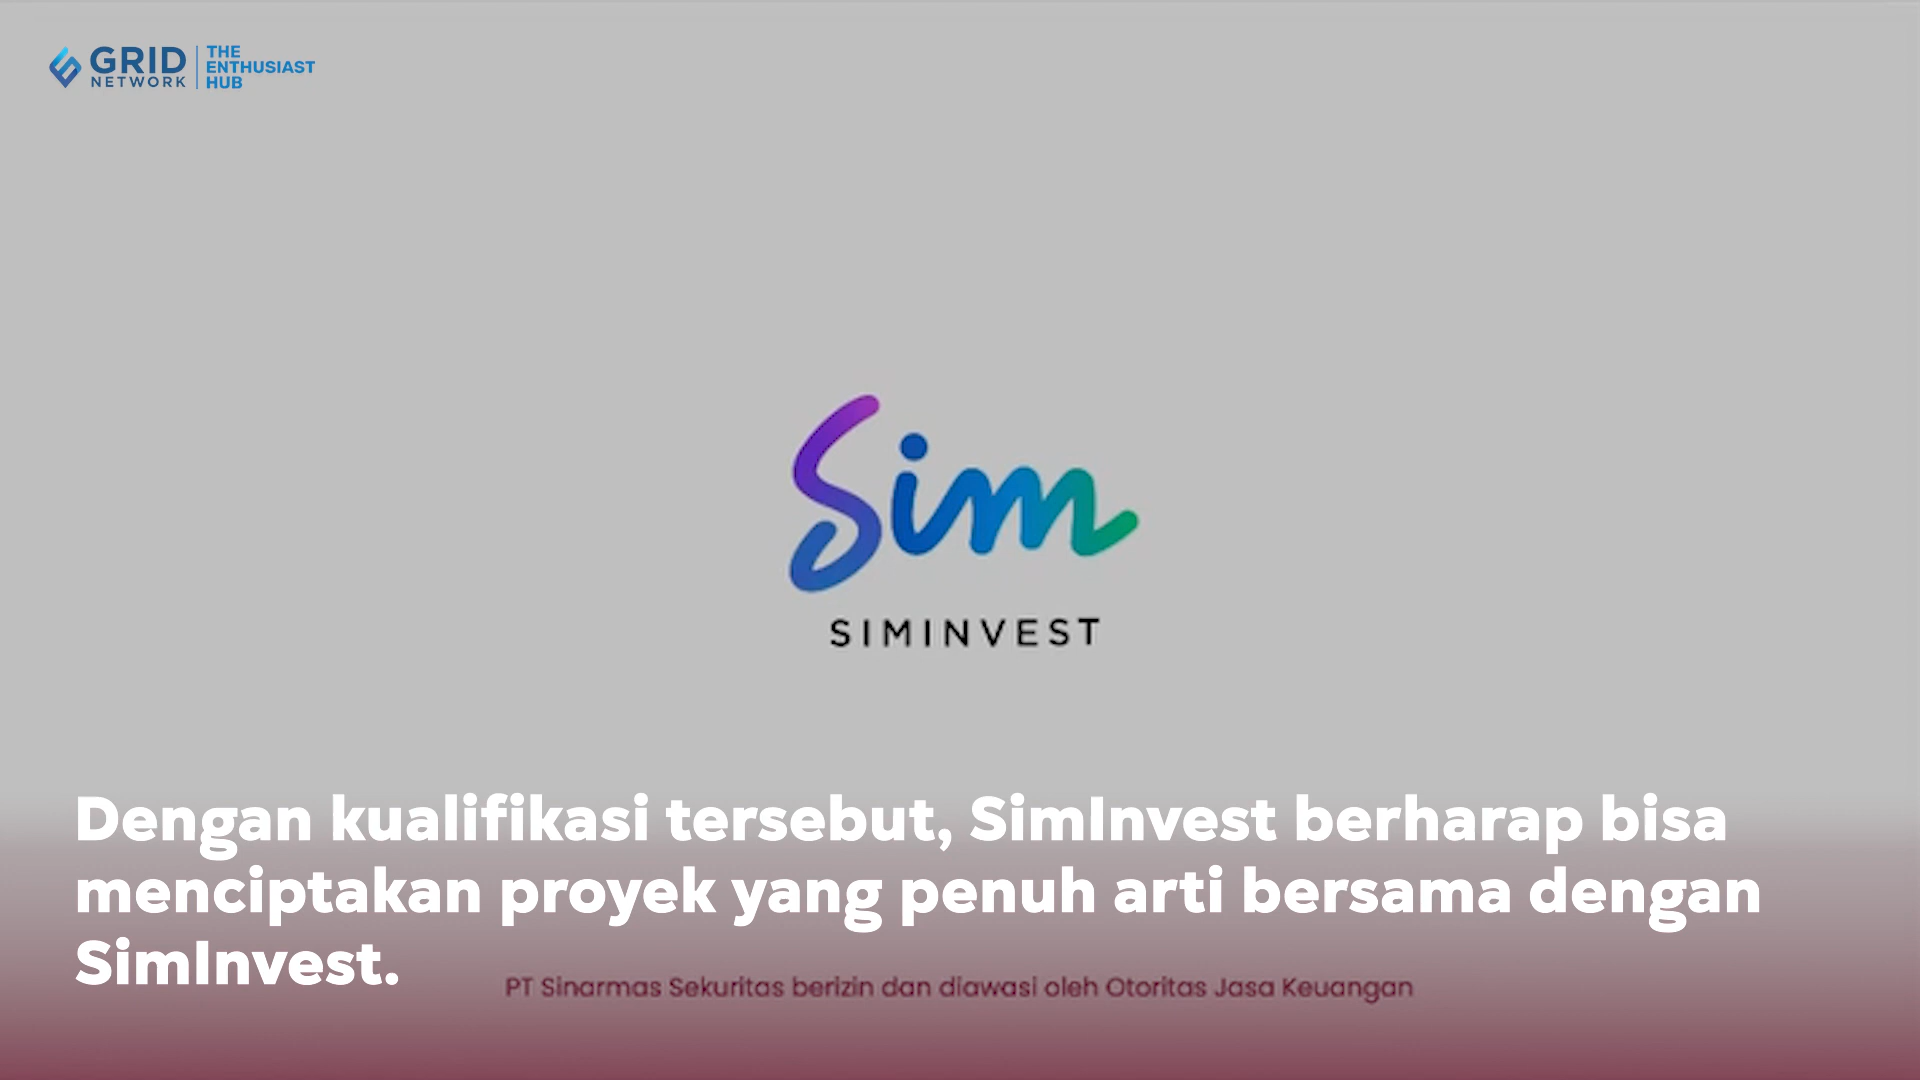 GRID
NETWORK
THE
ENTHUSIAST
HUB
Sim
SIMINVEST
Dengan kualifikasi tersebut, SimInvest berharap bisa
menciptakan proyek yang penuh arti bersama dengan
SimInvest.
PT Sinarmas Sekuritas berizin dan diawasi oleh Otoritas Jasa Keuangan